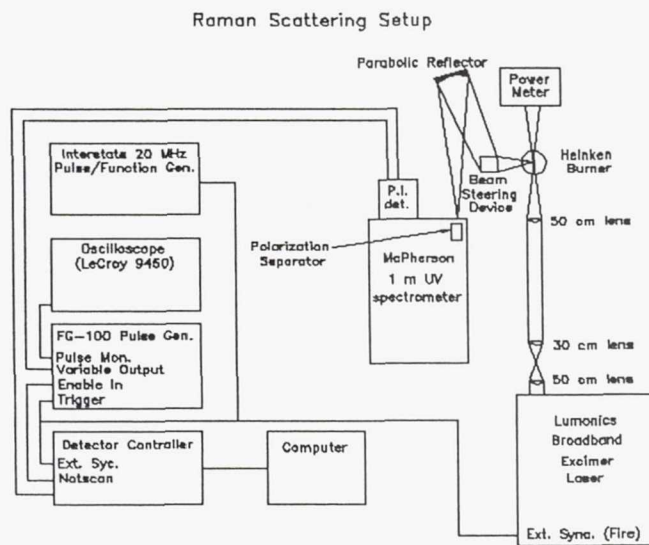 Raman Scattering Setup
Parabolic Reflector
Power
Meter
Heinken
Burner
Beam
Steering
Device
50 cm lens
Interstate 20 MHz
Pulse/Function Gen.
P.I.
det.
Polarization
Separator
McPherson
1 m UV
spectrometer
Oscilloscope
(LeCroy 9450)
FG-100 Pulse Gen.
Pulse Mon.
Variable Output
Enable In
Trigger
30 cm lens
50 cm lens
Detector Controller
Ext. Syc.
Notscan
Computer
Lumonics
Broadband
Excimer
Laser
Ext. Sync. (Fire)